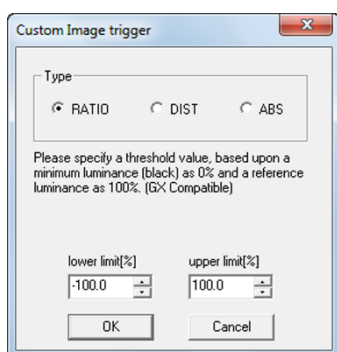 Custom Image trigger
Type
RATIO DIST ABS
Please specify a threshold value, based upon a
minimum luminance (black) as 0% and a reference
luminance as 100%. (GX Compatible)
lower limit[%] upper limit[%]
-100.0 100.0
OK Cancel